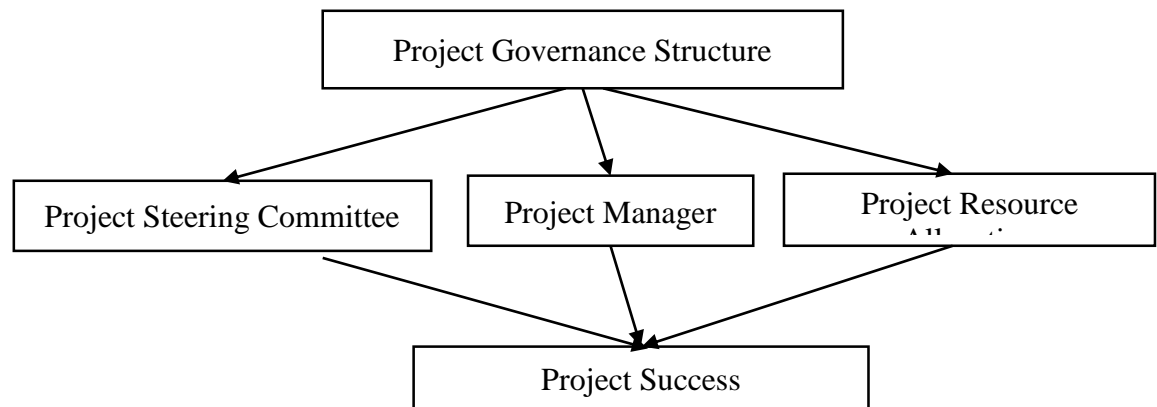 Project Governance Structure
Project Steering Committee
Project Manager
Project Resource
Project Success